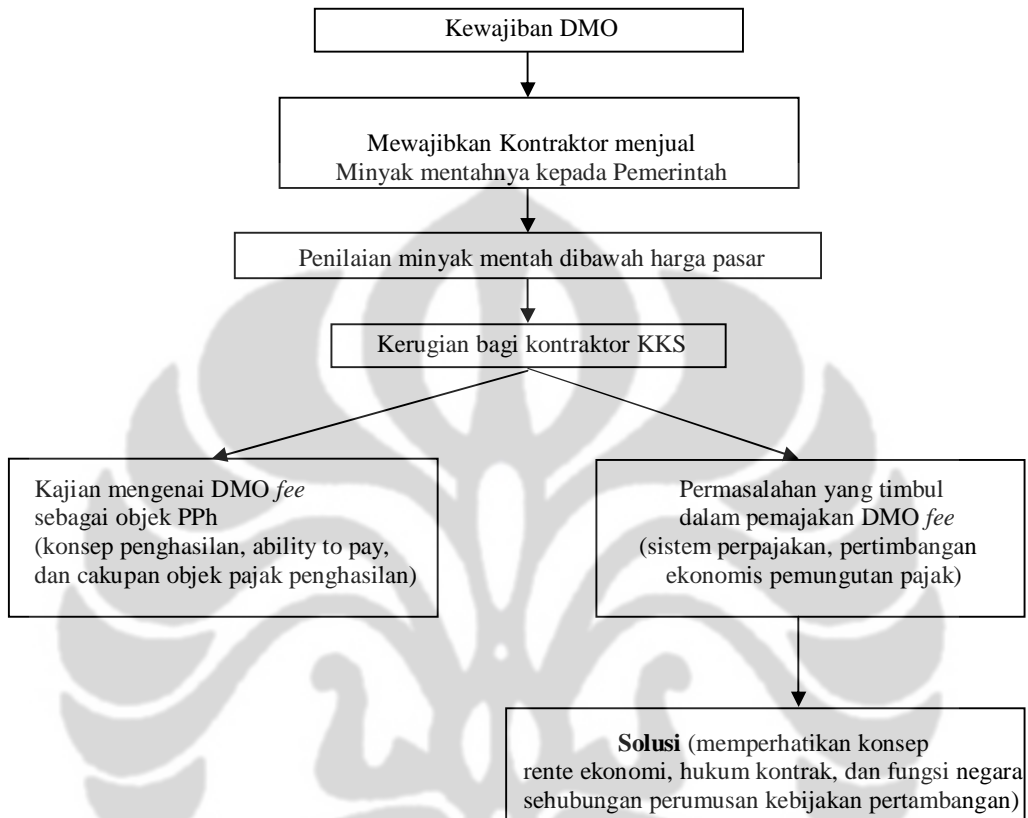 Kewajiban DMO
Mewajibkan Kontraktor menjual
Minyak mentahnya kepada Pemerintah
Penilaian minyak mentah dibawah harga pasar
Kerugian bagi kontraktor KKS
Kajian mengenai DMO fee
sebagai objek PPh
(konsep penghasilan, ability to pay,
dan cakupan objek pajak penghasilan)
Permasalahan yang timbul
dalam pemajakan DMO fee
(sistem perpajakan, pertimbangan
ekonomis pemungutan pajak)
Solusi (memperhatikan konsep
rente ekonomi, hukum kontrak, dan fungsi negara
sehubungan perumusan kebijakan pertambangan)